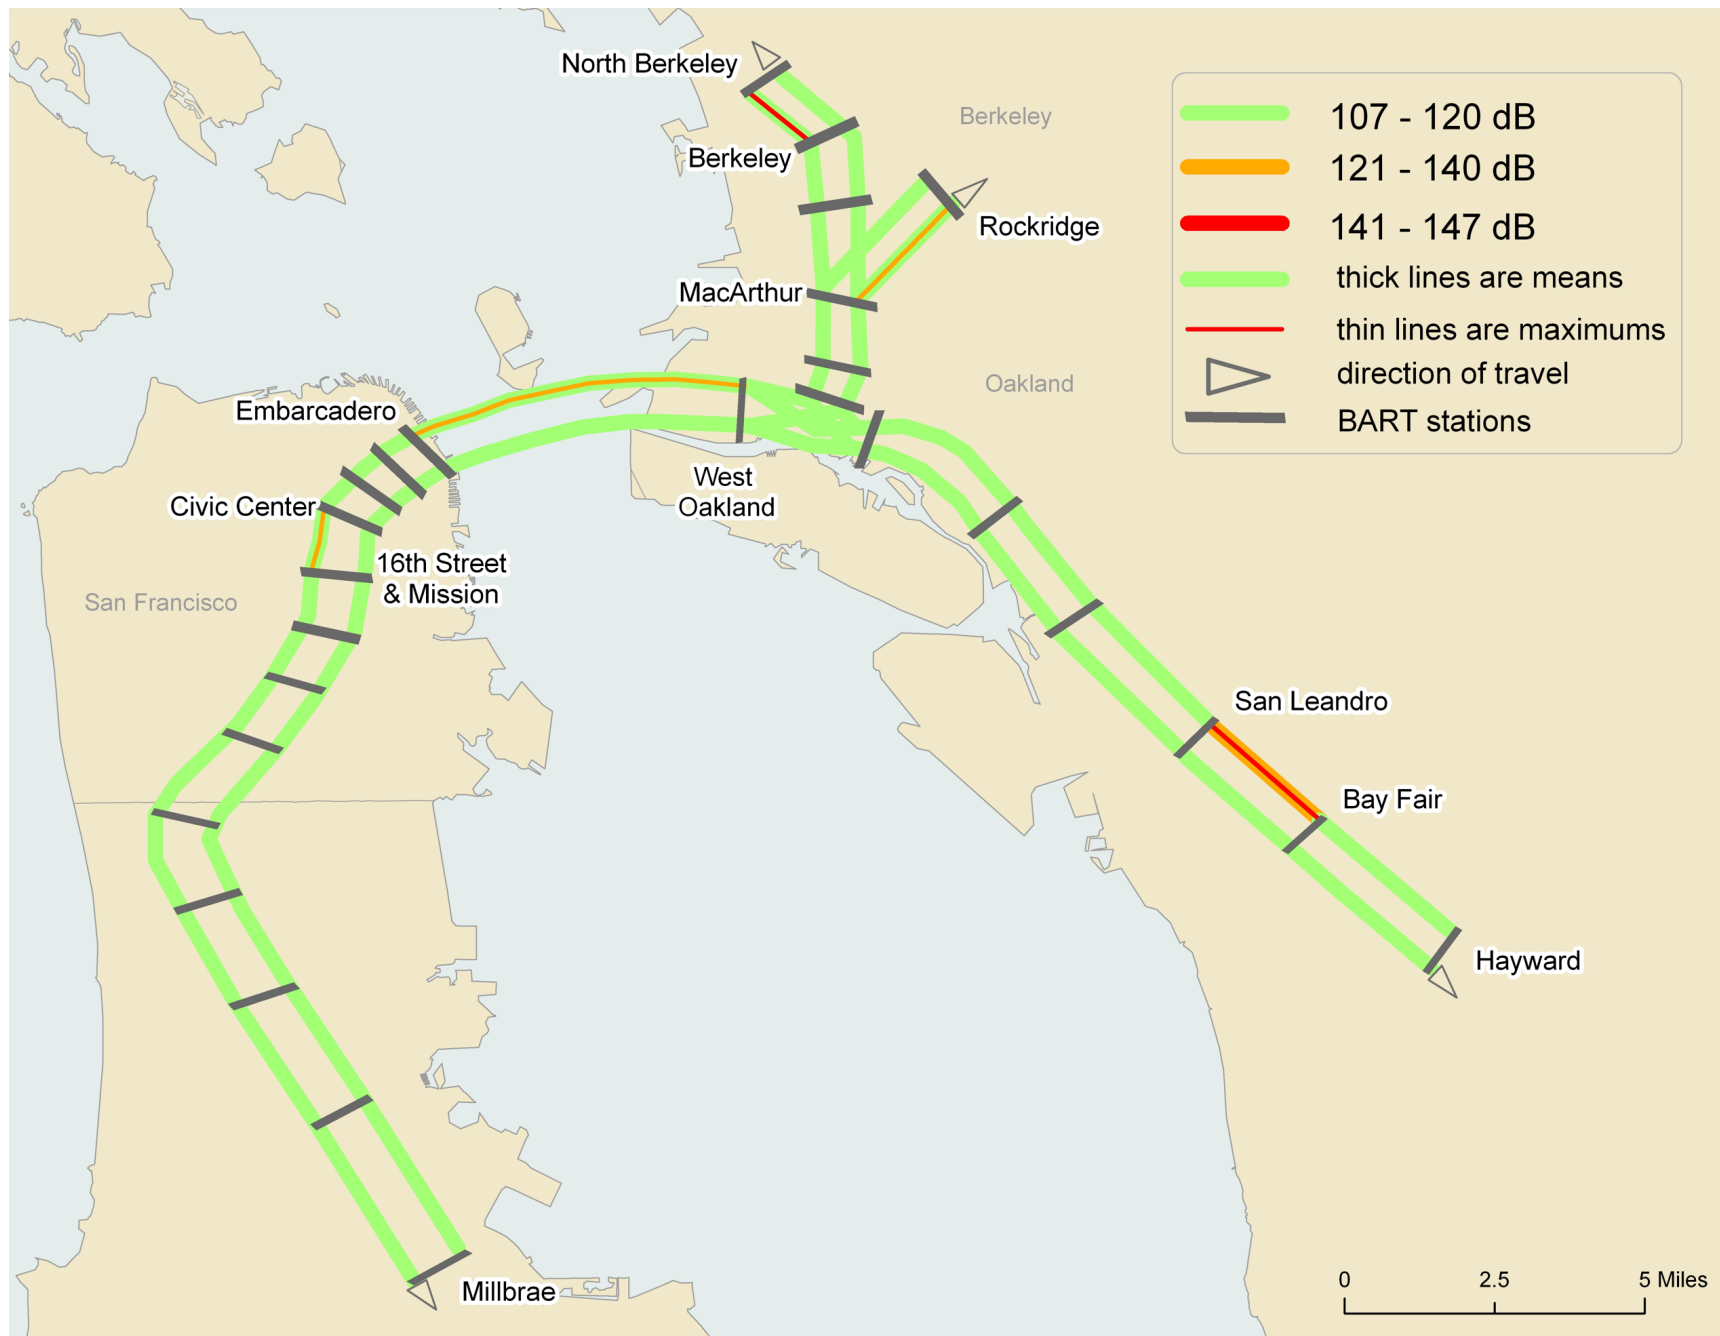 North Berkeley
Berkeley
Berkeley
Rockridge
MacArthur
Oakland
Embarcadero
West
Oakland
Civic Center
16th Street
& Mission
San Francisco
San Leandro
Bay Fair
Hayward
Millbrae
107 - 120 dB
121 - 140 dB
141 - 147 dB
thick lines are means
thin lines are maximums
direction of travel
BART stations
0 2.5 5 Miles